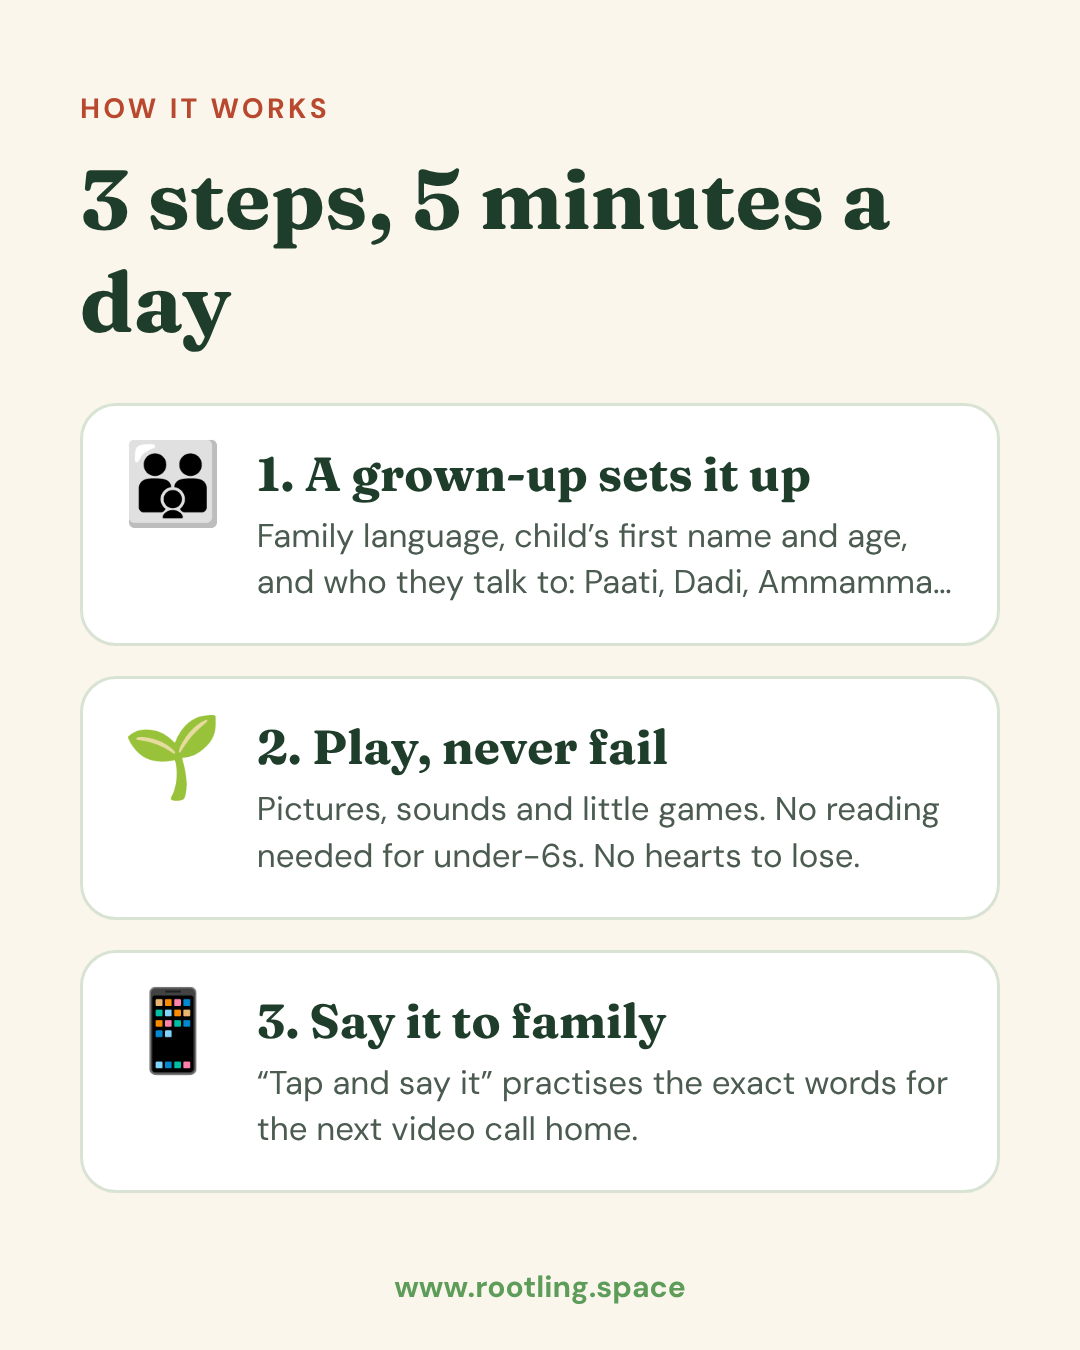 HOW IT WORKS
3 steps, 5 minutes a
day
1. A grown-up sets it up
Family language, child’s first name and age,
and who they talk to: Paati, Dadi, Ammamma…
2. Play, never fail
Pictures, sounds and little games. No reading
needed for under-6s. No hearts to lose.
3. Say it to family
“Tap and say it” practises the exact words for
the next video call home.
www.rootling.space